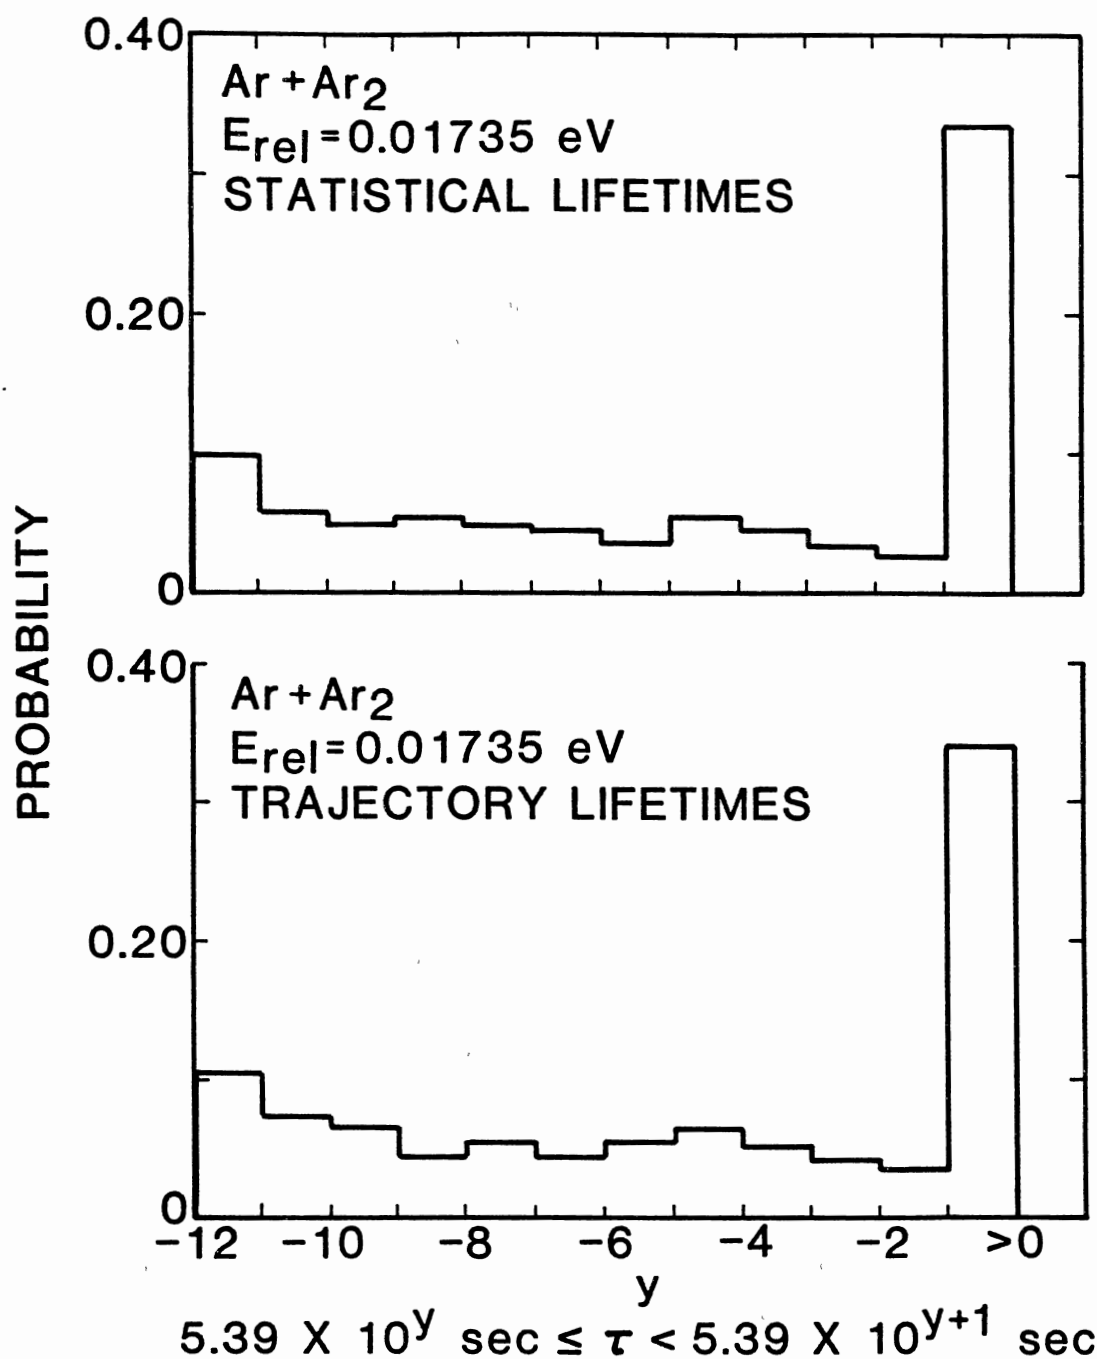 PROBABILITY
0.40
0.20
0
Ar + Ar2
Erel = 0.01735 eV
STATISTICAL LIFETIMES
0.40
0.20
0
Ar + Ar2
Erel = 0.01735 eV
TRAJECTORY LIFETIMES
−12 −10 −8 −6 −4 −2 >0
y
5.39 X 10^y sec ≤ τ < 5.39 X 10^y+1 sec